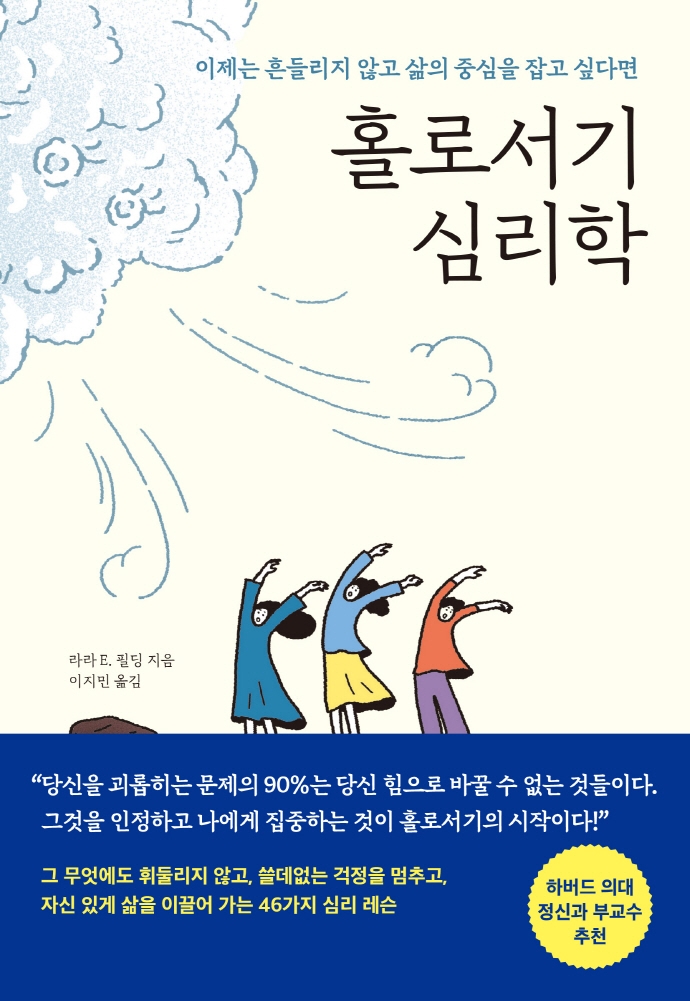 이제는 흔들리지 않고 삶의 중심을 잡고 싶다면
홀로서기
심리학
라라 E. 필딩 지음
이지민 옮김
“당신을 괴롭히는 문제의 90%는 당신 힘으로 바꿀 수 없는 것들이다.
그것을 인정하고 나에게 집중하는 것이 홀로서기의 시작이다!”
그 무엇에도 휘둘리지 않고, 쓸데없는 걱정을 멈추고,
자신 있게 삶을 이끌어 가는 46가지 심리 레슨
하버드 의대
정신과 부교수
추천